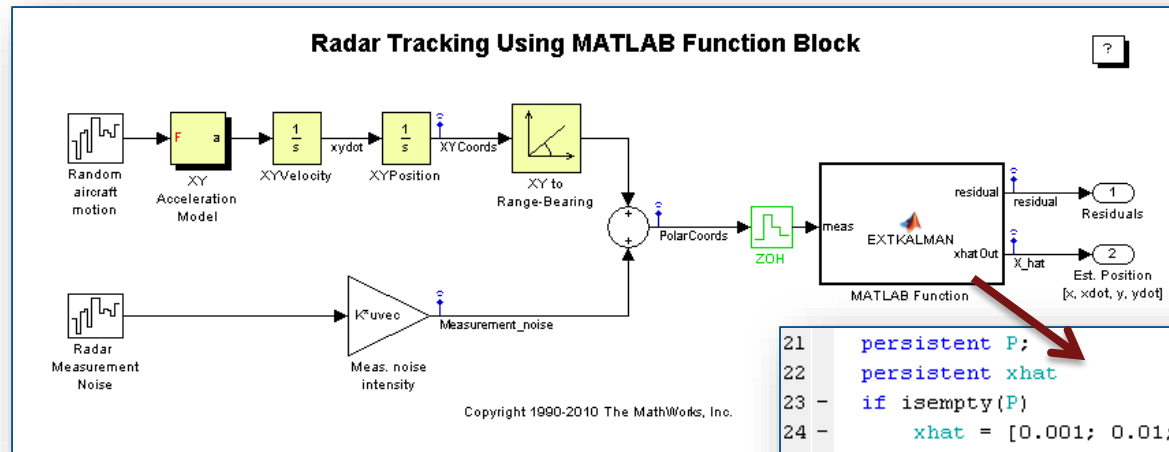 Radar Tracking Using MATLAB Function Block
?
Random
aircraft
motion
F a
XY
Acceleration
Model
1
s
XYVelocity
xydot
1
s
XYPosition
XYCoords
XY to
Range-Bearing
+
+
PolarCoords
ZOH
meas
EXTKALMAN
residual
xhatOut
MATLAB Function
residual
X_hat
1
Residuals
2
Est. Position
[x, xdot, y, ydot]
Radar
Measurement
Noise
K*uvec
Meas. noise
intensity
Measurement_noise
Copyright 1990-2010 The MathWorks, Inc.
21 persistent P;
22 persistent xhat
23 - if isempty(P)
24 - xhat = [0.001; 0.01;